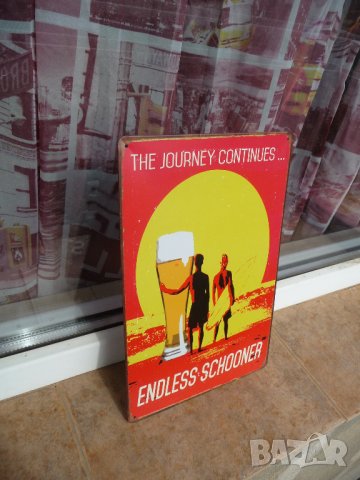 THE JOURNEY CONTINUES ...
ENDLESS SCHOONER
BAZAR